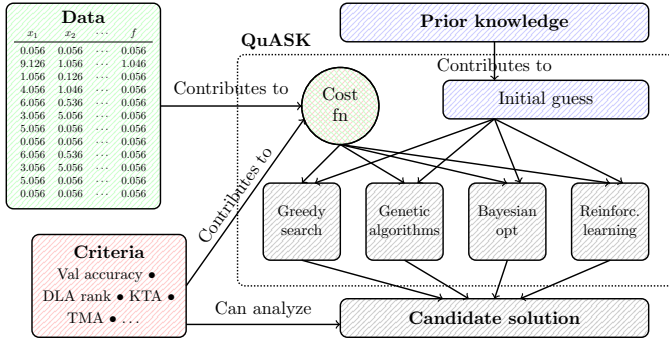 Data
x₁ x₂ ⋯ f
0.056 0.056 ⋯ 0.056
9.126 1.056 ⋯ 1.046
1.056 0.126 ⋯ 0.056
4.056 1.046 ⋯ 0.056
6.056 0.536 ⋯ 0.056
3.056 5.056 ⋯ 0.056
5.056 0.056 ⋯ 0.056
0.056 0.056 ⋯ 0.056
6.056 0.536 ⋯ 0.056
3.056 5.056 ⋯ 0.056
5.056 0.056 ⋯ 0.056
0.056 0.056 ⋯ 0.056
Prior knowledge
QuASK
Contributes to
Contributes to
Cost
fn
Initial guess
Contributes to
Greedy
search
Genetic
algorithms
Bayesian
opt
Reinforc.
learning
Criteria
Val accuracy ●
DLA rank ● KTA ●
TMA ● …
Can analyze
Candidate solution